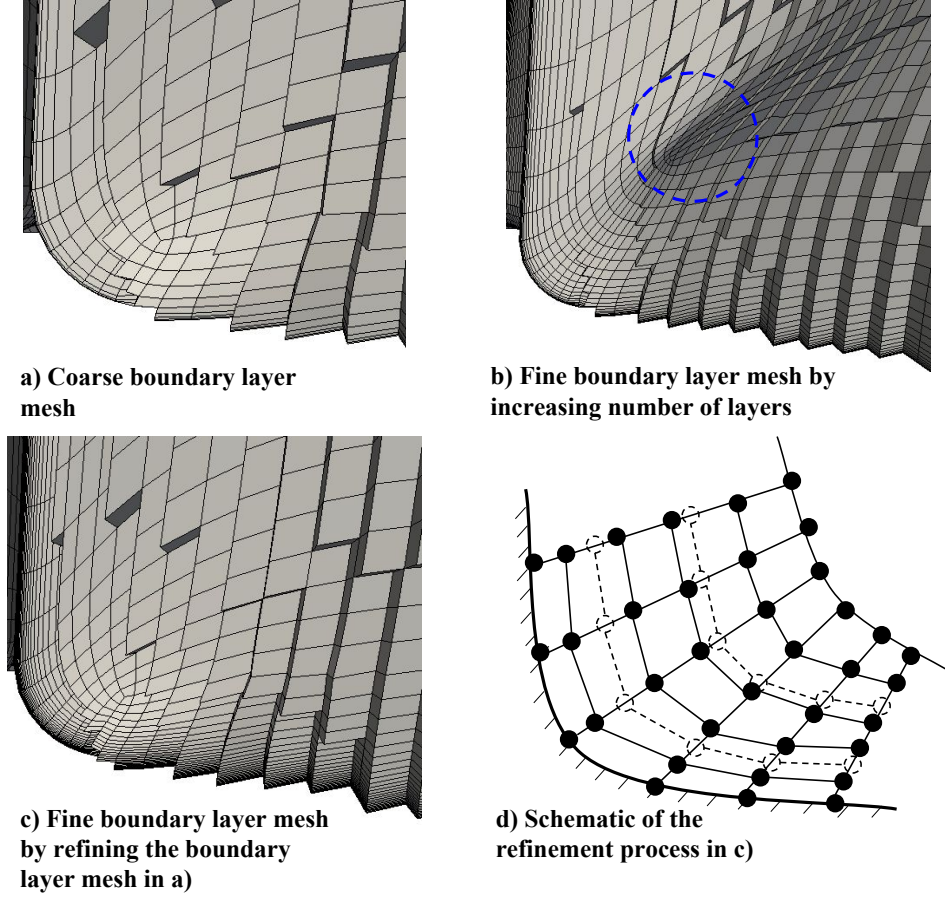 a) Coarse boundary layer
mesh
b) Fine boundary layer mesh by
increasing number of layers
c) Fine boundary layer mesh
by refining the boundary
layer mesh in a)
d) Schematic of the
refinement process in c)